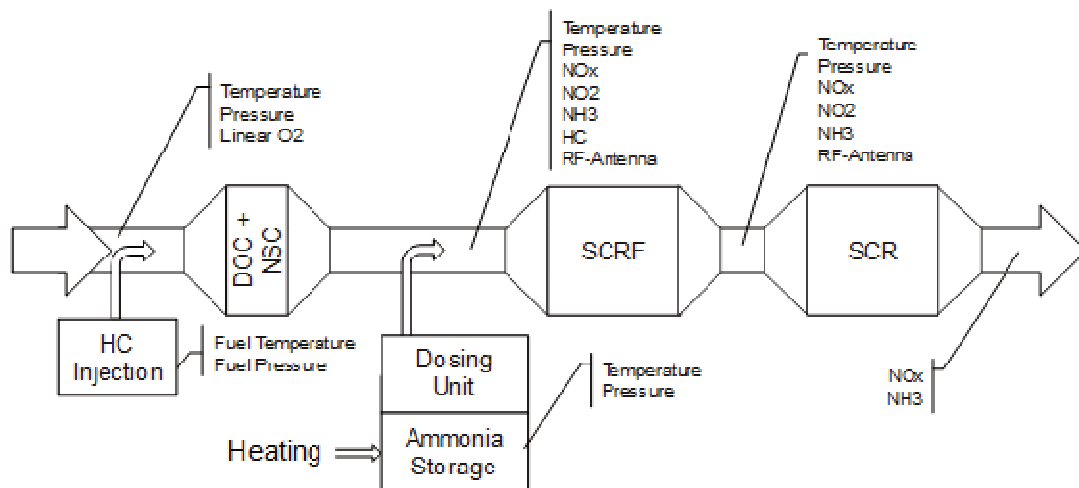 Temperature
Pressure
Linear O2
Temperature
Pressure
NOx
NO2
NH3
HC
RF-Antenna
Temperature
Pressure
NOx
NO2
NH3
RF-Antenna
DOC +
NSC
SCRF
SCR
HC
Injection
Fuel Temperature
Fuel Pressure
Dosing
Unit
Temperature
Pressure
NOx
NH3
Heating
Ammonia
Storage